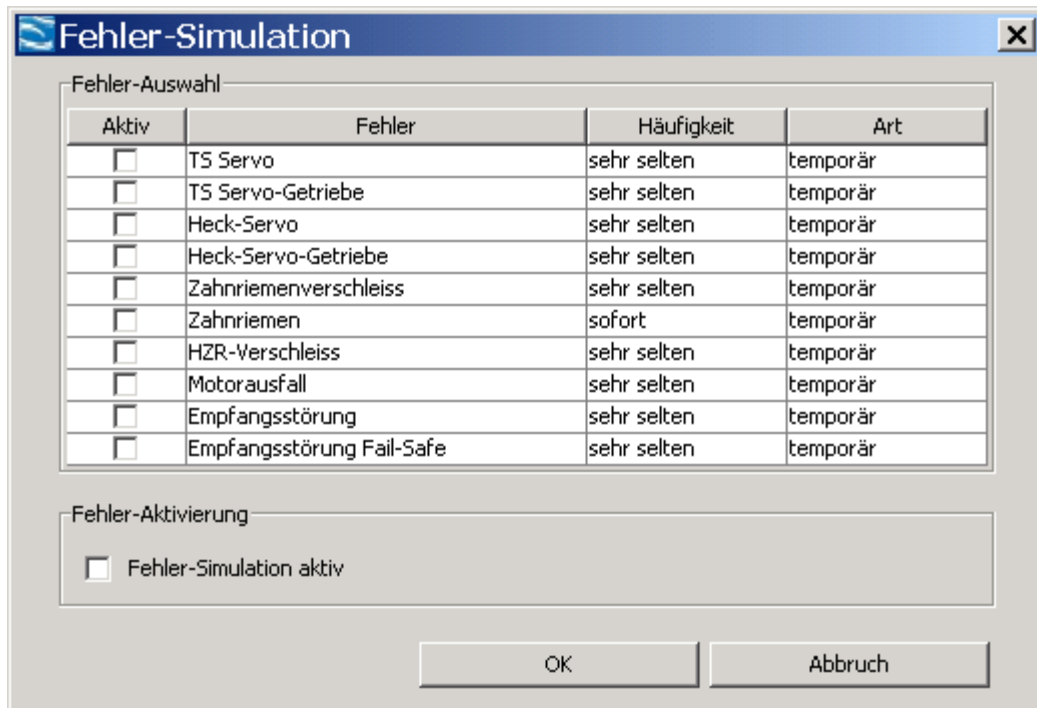 Fehler-Simulation
Fehler-Auswahl
Aktiv Fehler Häufigkeit Art
TS Servo sehr selten temporär
TS Servo-Getriebe sehr selten temporär
Heck-Servo sehr selten temporär
Heck-Servo-Getriebe sehr selten temporär
Zahnriemenverschleiss sehr selten temporär
Zahnriemen sofort temporär
HZR-Verschleiss sehr selten temporär
Motorausfall sehr selten temporär
Empfangsstörung sehr selten temporär
Empfangsstörung Fail-Safe sehr selten temporär
Fehler-Aktivierung
Fehler-Simulation aktiv
OK Abbruch